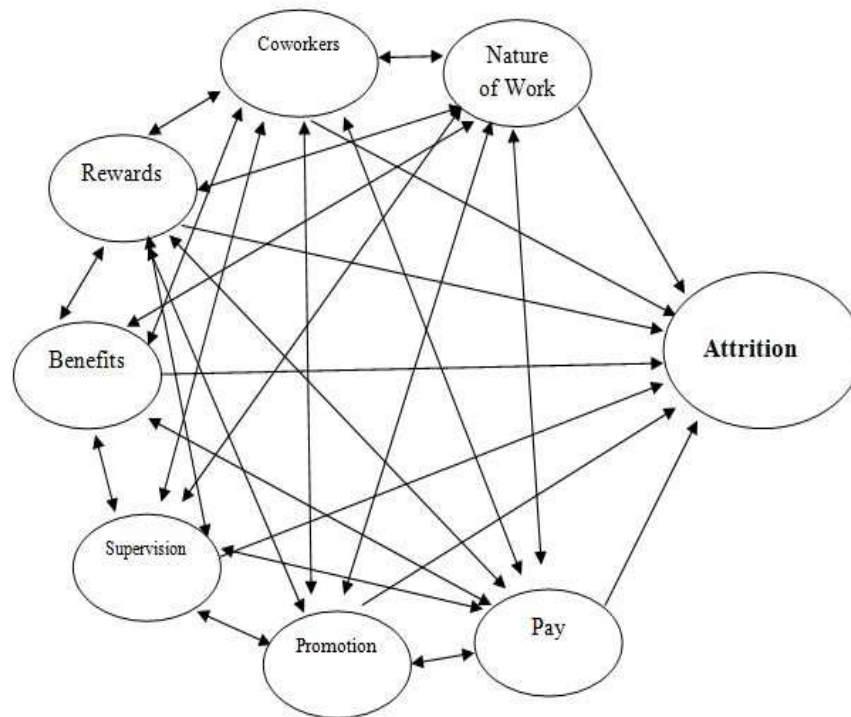 Coworkers
Nature
of Work
Rewards
Attrition
Benefits
Supervision
Promotion
Pay